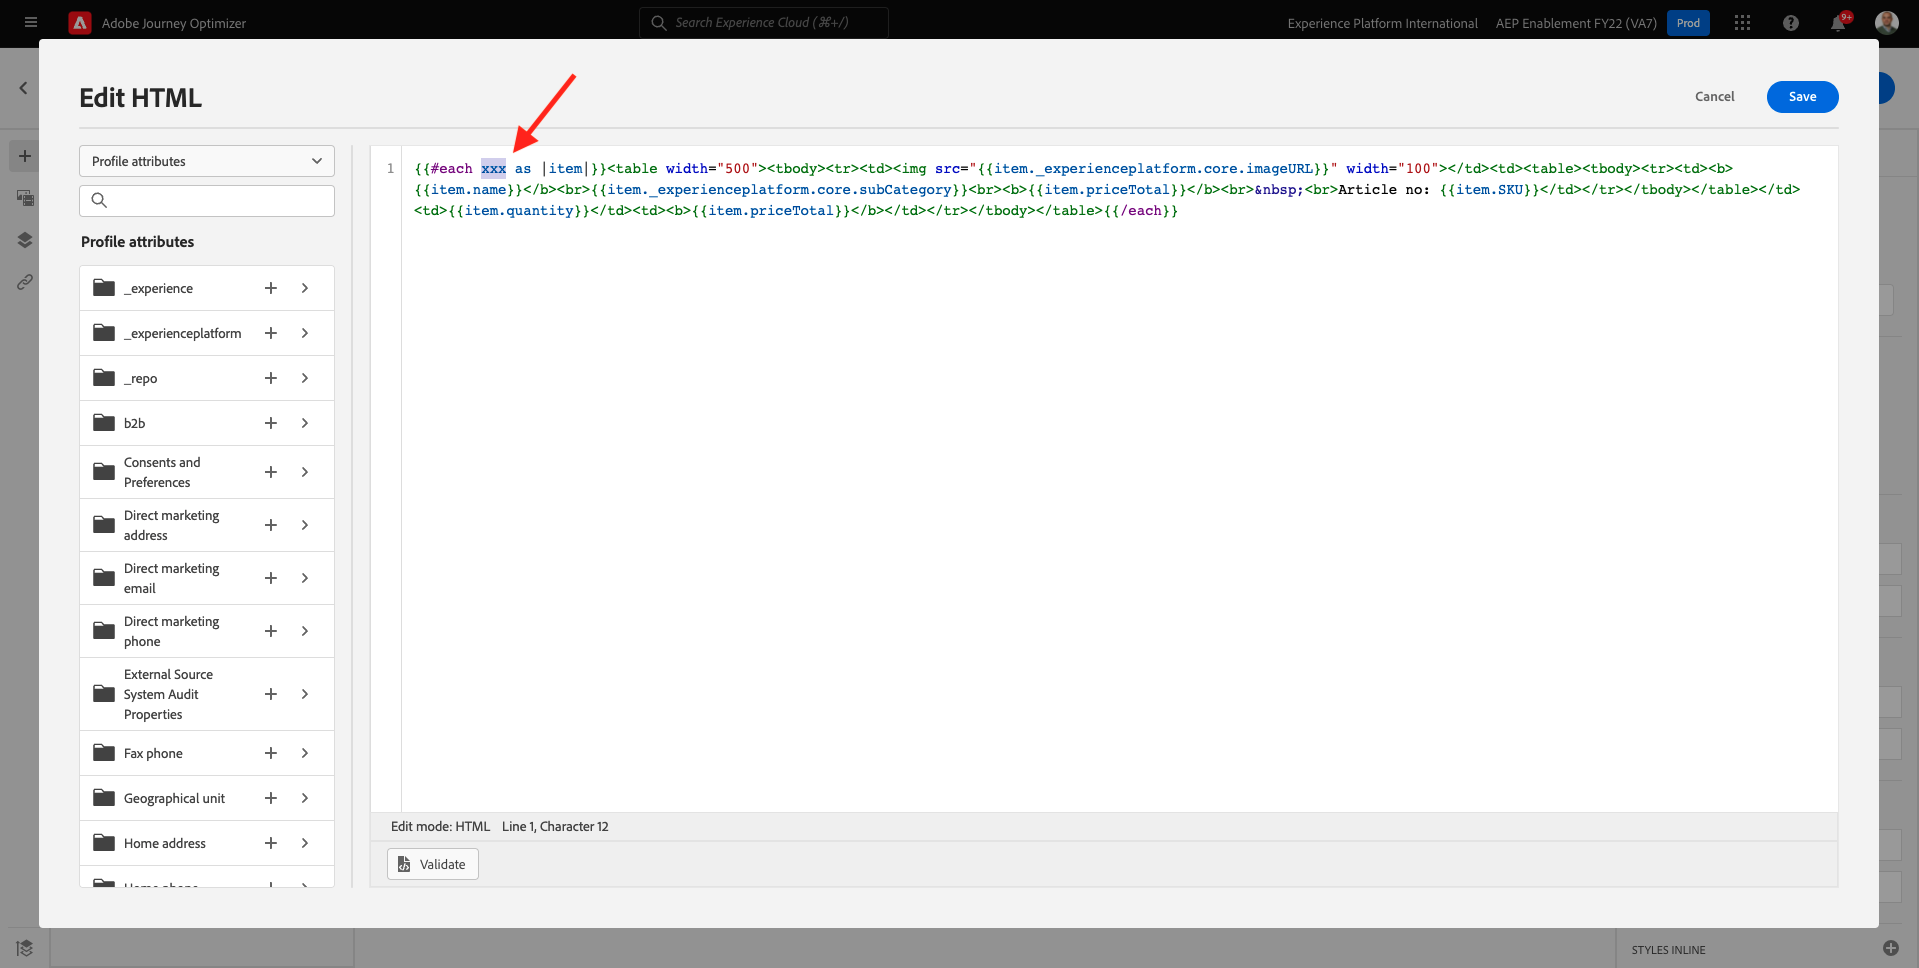 Adobe Journey Optimizer
Search Experience Cloud (⌘+/)
Experience Platform International
AEP Enablement FY22 (VA7)
Prod
9+
Edit HTML
Cancel
Save
Profile attributes
Profile attributes
_experience
_experienceplatform
_repo
b2b
Consents and
Preferences
Direct marketing
address
Direct marketing
email
Direct marketing
phone
External Source
System Audit
Properties
Fax phone
Geographical unit
Home address
Home phone
1
{{#each xxx as |item|}}<table width="500"><tbody><tr><td><img src="{{item._experienceplatform.core.imageURL}}" width="100"></td><td><table><tbody><tr><td><b>
{{item.name}}</b><br>{{item._experienceplatform.core.subCategory}}<br><b>{{item.priceTotal}}</b><br>&nbsp;<br>Article no: {{item.SKU}}</td></tr></tbody></table></td>
<td>{{item.quantity}}</td><td><b>{{item.priceTotal}}</b></td></tr></tbody></table>{{/each}}
Edit mode: HTML Line 1, Character 12
Validate
STYLES INLINE